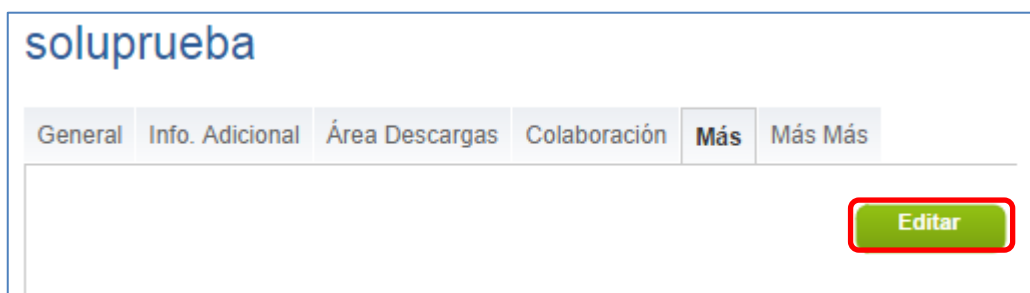 soluprueba
General Info. Adicional Área Descargas Colaboración Más Más Más
Editar